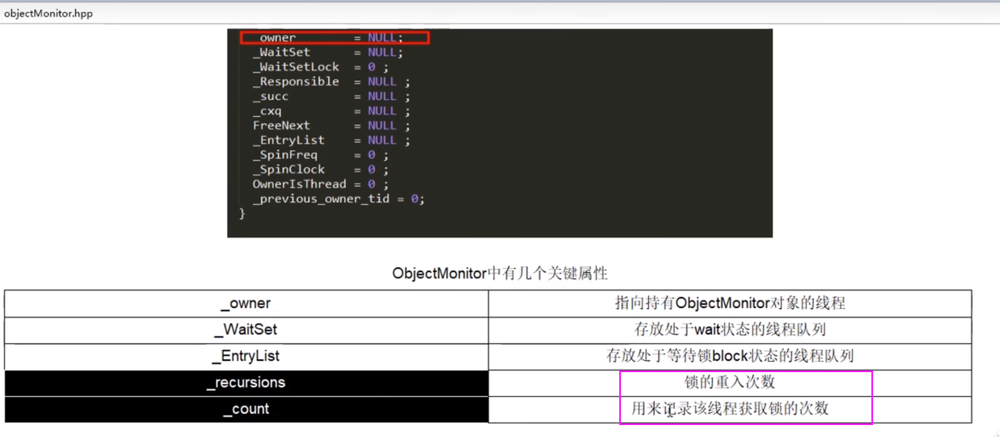 objectMonitor.hpp
_owner = NULL;
_WaitSet = NULL;
_WaitSetLock = 0 ;
_Responsible = NULL ;
_succ = NULL ;
_cxq = NULL ;
FreeNext = NULL ;
_EntryList = NULL ;
_SpinFreq = 0 ;
_SpinClock = 0 ;
OwnerIsThread = 0 ;
_previous_owner_tid = 0;
}
ObjectMonitor中有几个关键属性
_owner 指向持有ObjectMonitor对象的线程
_WaitSet 存放处于wait状态的线程队列
_EntryList 存放处于等待锁block状态的线程队列
_recursions 锁的重入次数
_count 用来记录该线程获取锁的次数